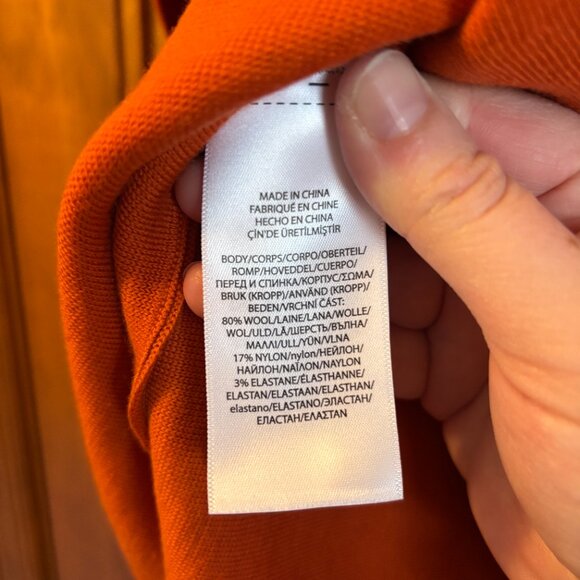 MADE IN CHINA
FABRIQUÉ EN CHINE
HECHO EN CHINA
ÇİN'DE ÜRETİLMİŞTİR
BODY/CORPS/CORPO/OBERTEIL/
ROMP/HOVEDDEL/CUERPO/
ПЕРЕД И СПИНКА/КОРПУС/ΣΩΜΑ/
BRUK (KROPP)/ANVÄND (KROPP)/
BEDEN/VRCHNÍ ČÁST:
80% WOOL/LAINE/LANA/WOLLE/
WOL/ULD/LÅ/ШЕРСТЬ/ВЪЛНА/
ΜΑΛΛΙ/ULL/YÜN/VLNA
17% NYLON/nylon/НЕЙЛОН/
НАЙЛОН/ΝΑΪΛΟΝ/NAYLON
3% ELASTANE/ÉLASTHANNE/
ELASTAN/ELASTAAN/ELASTHAN/
elastano/ELASTAN/ЭЛАСТАН/
ЕЛАСТАН/ΕΛΑΣΤΑΝ